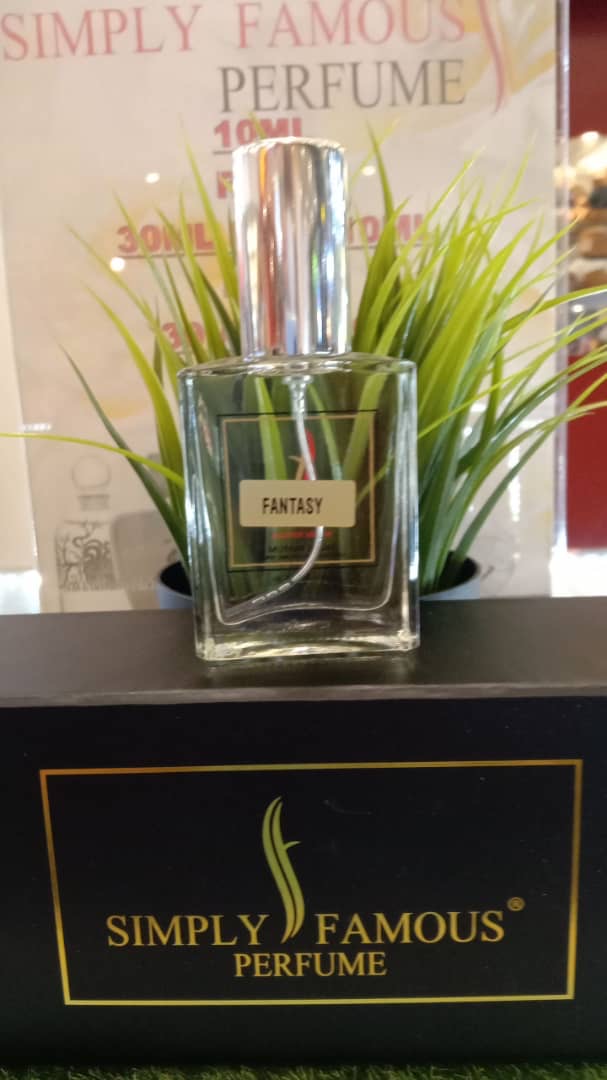 SIMPLY FAMOUS
PERFUME
10ML
30ML
FANTASY
SIMPLY FAMOUS®
PERFUME